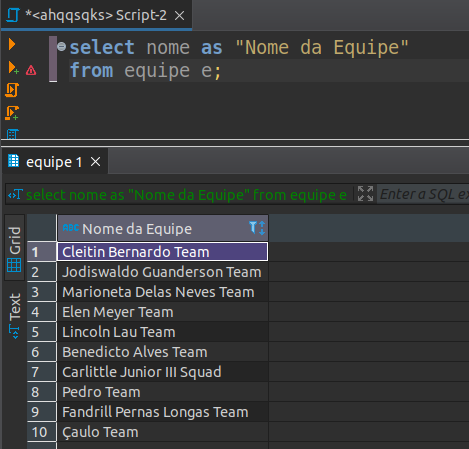 *<ahqqsqks> Script-2
select nome as "Nome da Equipe"
from equipe e;
equipe 1
select nome as "Nome da Equipe" from equipe e
Enter a SQL ex
Grid
Text
Nome da Equipe
1 Cleitin Bernardo Team
2 Jodiswaldo Guanderson Team
3 Marioneta Delas Neves Team
4 Elen Meyer Team
5 Lincoln Lau Team
6 Benedicto Alves Team
7 Carlittle Junior III Squad
8 Pedro Team
9 Fandrill Pernas Longas Team
10 Çaulo Team